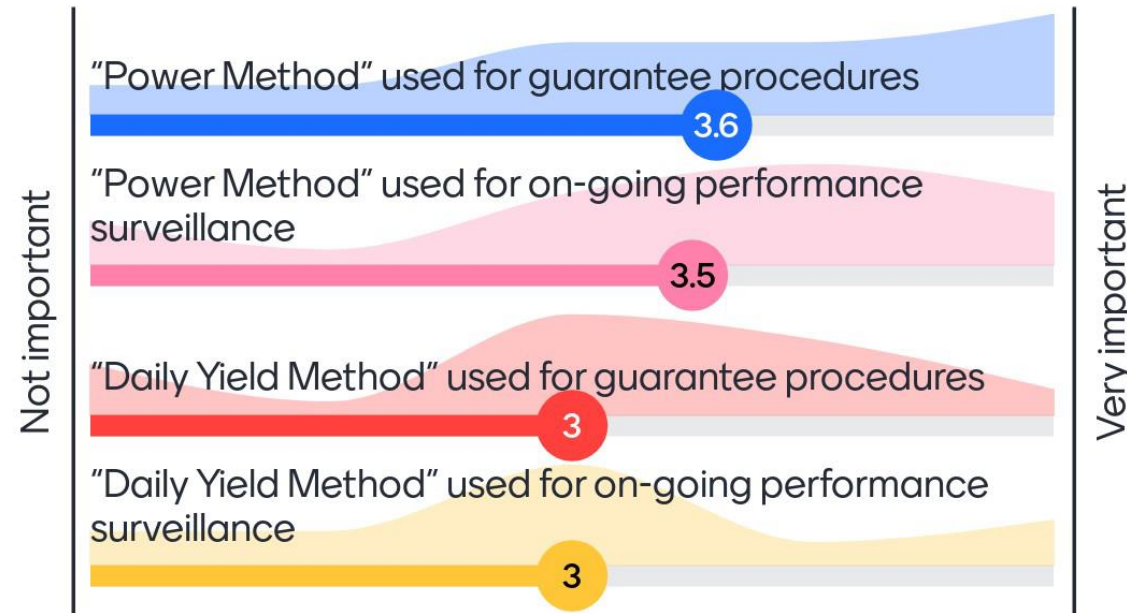 Not important
“Power Method” used for guarantee procedures
3.6
“Power Method” used for on-going performance
surveillance
3.5
“Daily Yield Method” used for guarantee procedures
3
“Daily Yield Method” used for on-going performance
surveillance
3
Very important